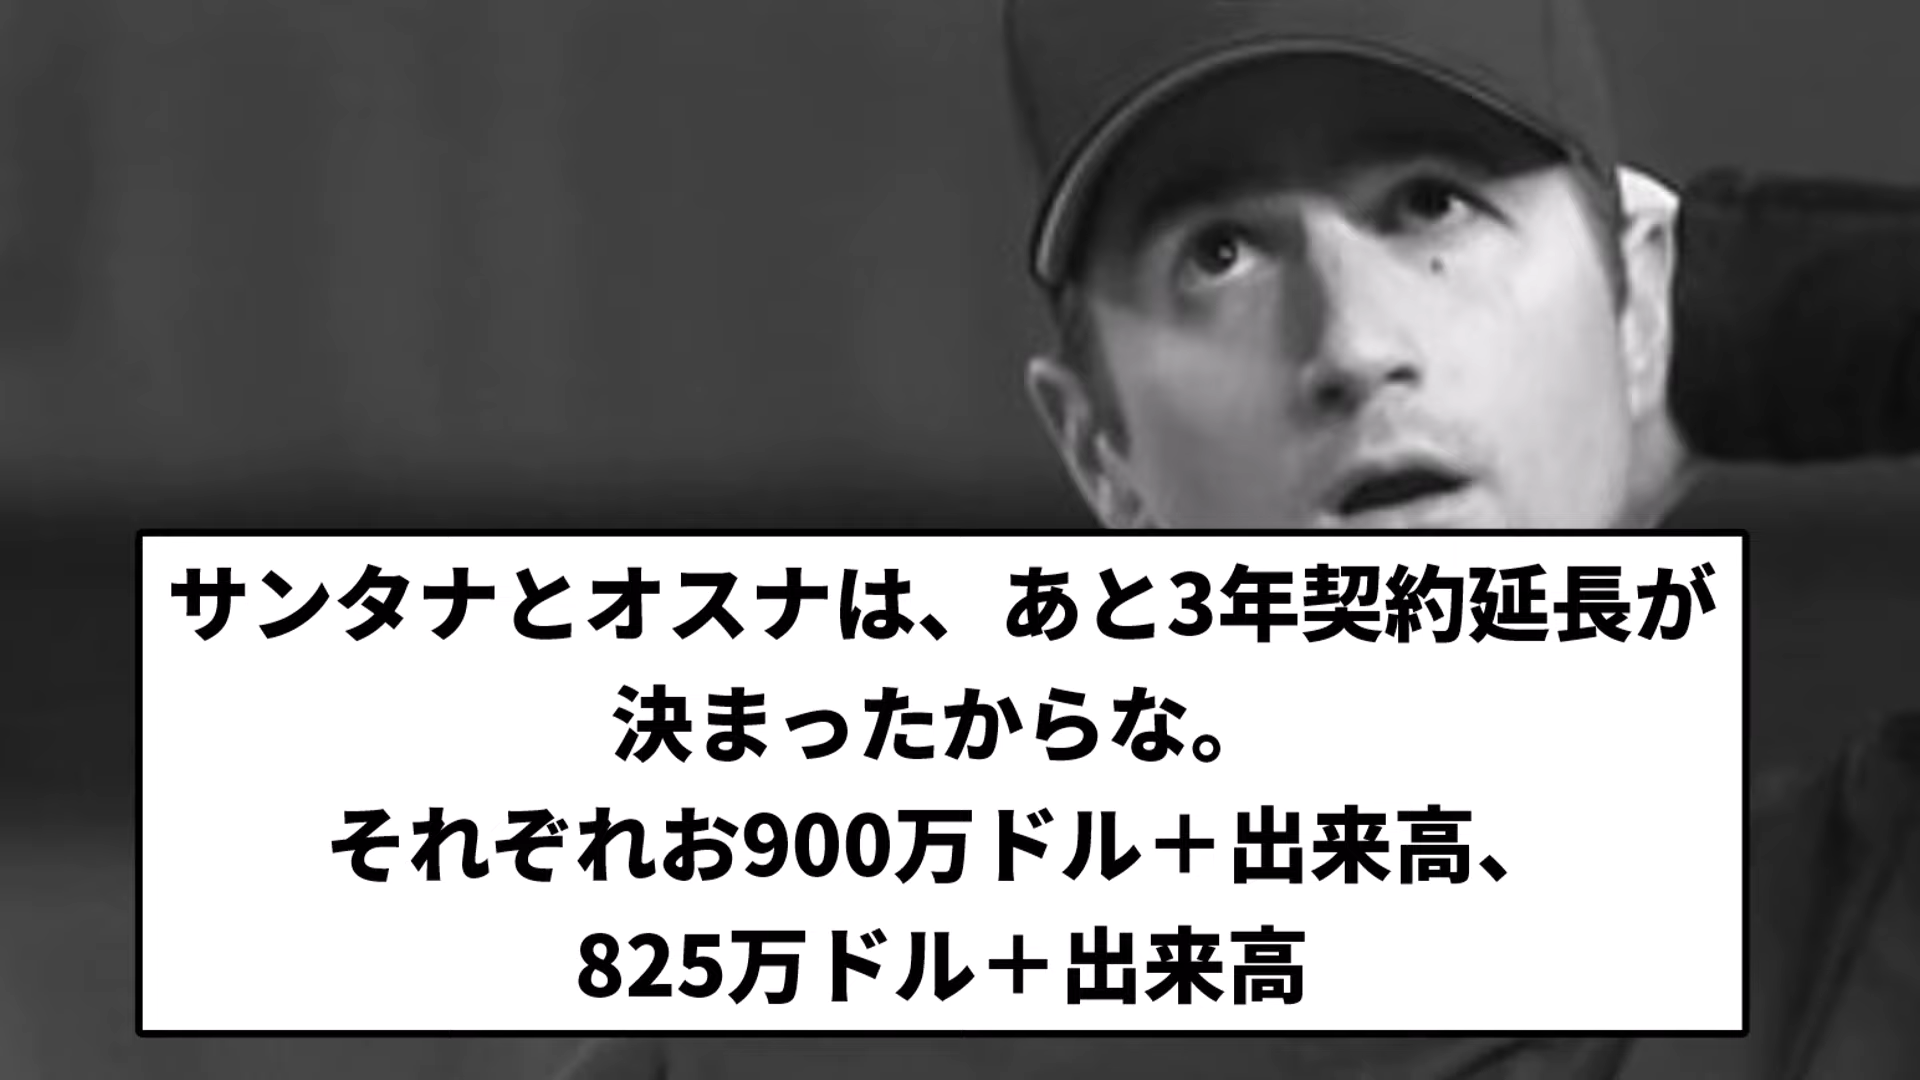 サンタナとオスナは、あと3年契約延長が
決まったからな。
それぞれお900万ドル＋出来高、
825万ドル＋出来高